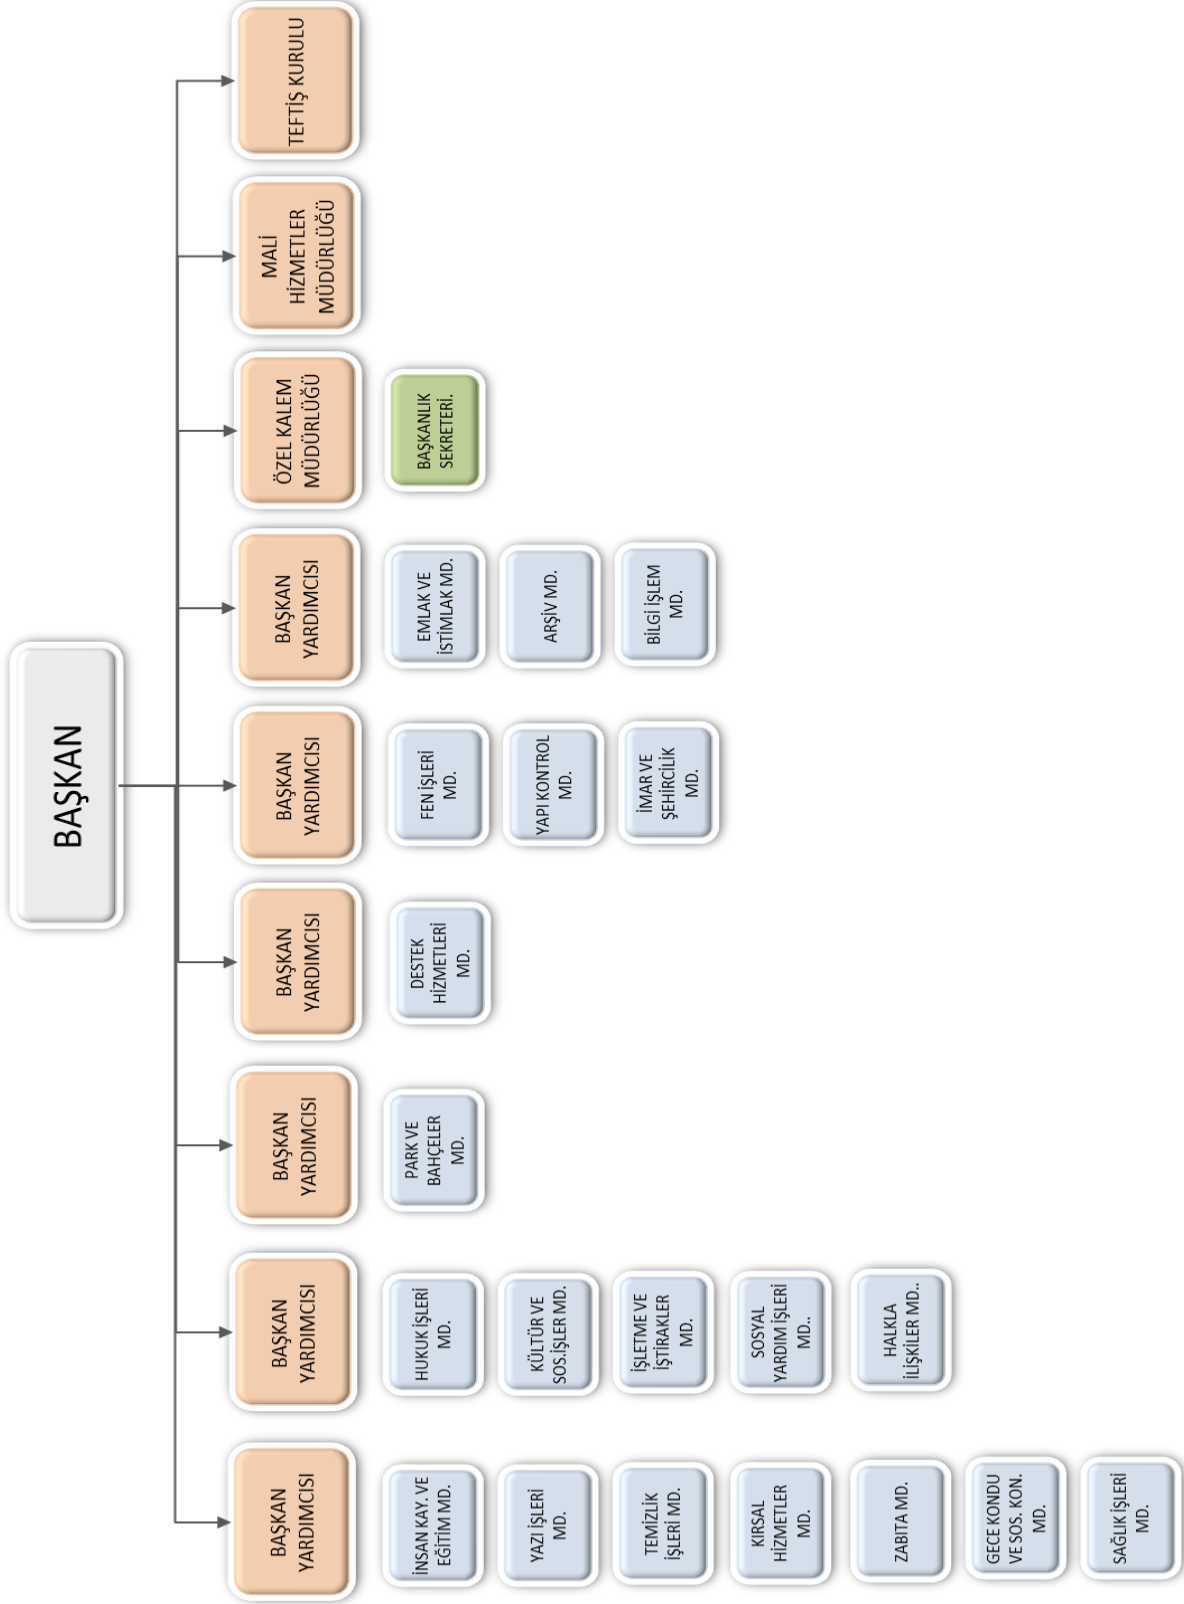 BAŞKAN
BAŞKAN
YARDIMCISI
İNSAN KAY. VE
EĞİTİM MD.
YAZI İŞLERİ
MD.
TEMİZLİK
İŞLERİ MD.
KIRSAL
HİZMETLER
MD.
ZABITA MD.
GECE KONDU
VE SOS. KON.
MD.
SAĞLIK İŞLERİ
MD.
BAŞKAN
YARDIMCISI
HUKUK İŞLERİ
MD.
KÜLTÜR VE
SOS.İŞLER MD.
İŞLETME VE
İŞTİRAKLER
MD.
SOSYAL
YARDIM İŞLERİ
MD..
HALKLA
İLİŞKİLER MD..
BAŞKAN
YARDIMCISI
PARK VE
BAHÇELER
MD.
BAŞKAN
YARDIMCISI
DESTEK
HİZMETLERİ
MD.
BAŞKAN
YARDIMCISI
FEN İŞLERİ
MD.
YAPI KONTROL
MD.
İMAR VE
ŞEHİRCİLİK
MD.
BAŞKAN
YARDIMCISI
EMLAK VE
İSTİMLAK MD.
ARŞİV MD.
BİLGİ İŞLEM
MD.
ÖZEL KALEM
MÜDÜRLÜĞÜ
BAŞKANLIK
SEKRETERİ.
MALİ
HİZMETLER
MÜDÜRLÜĞÜ
TEFTİŞ KURULU